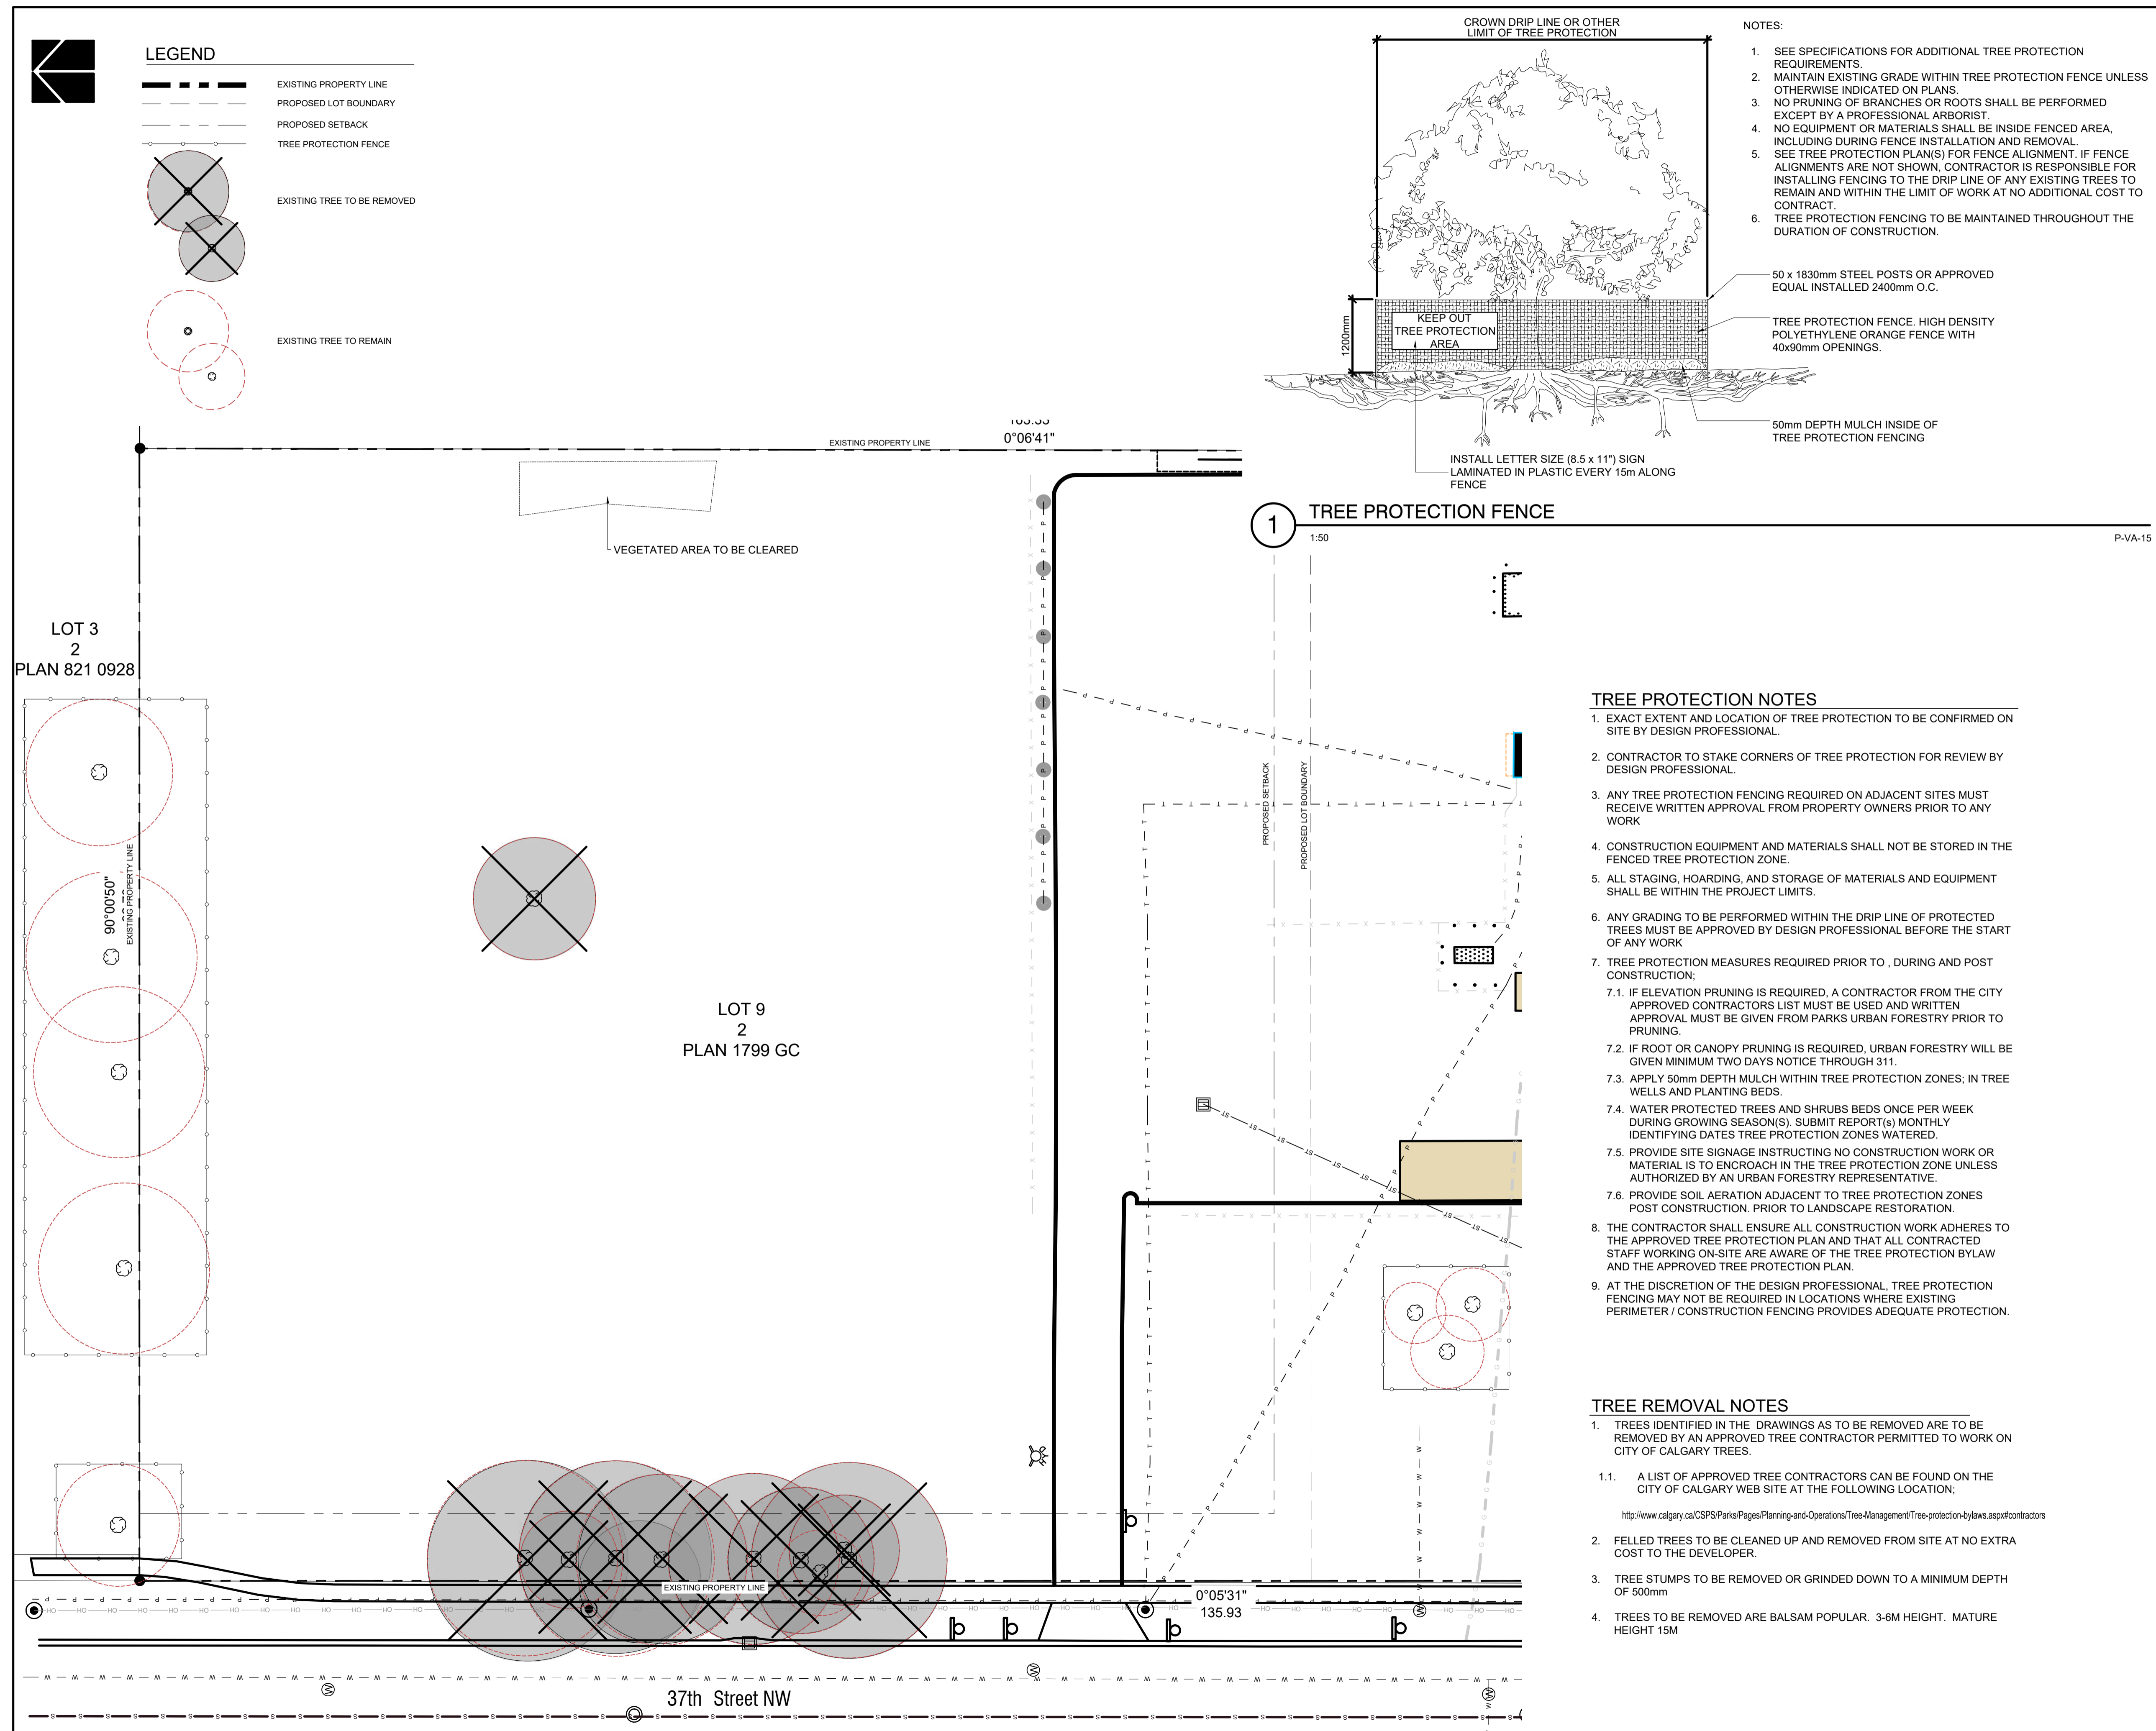 LEGEND
EXISTING PROPERTY LINE
PROPOSED LOT BOUNDARY
PROPOSED SETBACK
TREE PROTECTION FENCE
EXISTING TREE TO BE REMOVED
EXISTING TREE TO REMAIN
CROWN DRIP LINE OR OTHER
LIMIT OF TREE PROTECTION
1200mm
KEEP OUT
TREE PROTECTION
AREA
NOTES:
1. SEE SPECIFICATIONS FOR ADDITIONAL TREE PROTECTION
REQUIREMENTS.
2. MAINTAIN EXISTING GRADE WITHIN TREE PROTECTION FENCE UNLESS
OTHERWISE INDICATED ON PLANS.
3. NO PRUNING OF BRANCHES OR ROOTS SHALL BE PERFORMED
EXCEPT BY A PROFESSIONAL ARBORIST.
4. NO EQUIPMENT OR MATERIALS SHALL BE INSIDE FENCED AREA,
INCLUDING DURING FENCE INSTALLATION AND REMOVAL.
5. SEE TREE PROTECTION PLAN(S) FOR FENCE ALIGNMENT. IF FENCE
ALIGNMENTS ARE NOT SHOWN, CONTRACTOR IS RESPONSIBLE FOR
INSTALLING FENCING TO THE DRIP LINE OF ANY EXISTING TREES TO
REMAIN AND WITHIN THE LIMIT OF WORK AT NO ADDITIONAL COST TO
CONTRACT.
6. TREE PROTECTION FENCING TO BE MAINTAINED THROUGHOUT THE
DURATION OF CONSTRUCTION.
50 x 1830mm STEEL POSTS OR APPROVED
EQUAL INSTALLED 2400mm O.C.
TREE PROTECTION FENCE. HIGH DENSITY
POLYETHYLENE ORANGE FENCE WITH
40x90mm OPENINGS.
50mm DEPTH MULCH INSIDE OF
TREE PROTECTION FENCING
INSTALL LETTER SIZE (8.5 x 11") SIGN
LAMINATED IN PLASTIC EVERY 15m ALONG
FENCE
1
TREE PROTECTION FENCE
1:50
P-VA-15
EXISTING PROPERTY LINE
0°06'41"
VEGETATED AREA TO BE CLEARED
LOT 3
2
PLAN 821 0928
90°00'50"
EXISTING PROPERTY LINE
LOT 9
2
PLAN 1799 GC
PROPOSED SETBACK
PROPOSED LOT BOUNDARY
EXISTING PROPERTY LINE
0°05'31"
135.93
37th Street NW
TREE PROTECTION NOTES
1. EXACT EXTENT AND LOCATION OF TREE PROTECTION TO BE CONFIRMED ON
SITE BY DESIGN PROFESSIONAL.
2. CONTRACTOR TO STAKE CORNERS OF TREE PROTECTION FOR REVIEW BY
DESIGN PROFESSIONAL.
3. ANY TREE PROTECTION FENCING REQUIRED ON ADJACENT SITES MUST
RECEIVE WRITTEN APPROVAL FROM PROPERTY OWNERS PRIOR TO ANY
WORK
4. CONSTRUCTION EQUIPMENT AND MATERIALS SHALL NOT BE STORED IN THE
FENCED TREE PROTECTION ZONE.
5. ALL STAGING, HOARDING, AND STORAGE OF MATERIALS AND EQUIPMENT
SHALL BE WITHIN THE PROJECT LIMITS.
6. ANY GRADING TO BE PERFORMED WITHIN THE DRIP LINE OF PROTECTED
TREES MUST BE APPROVED BY DESIGN PROFESSIONAL BEFORE THE START
OF ANY WORK
7. TREE PROTECTION MEASURES REQUIRED PRIOR TO , DURING AND POST
CONSTRUCTION;
7.1. IF ELEVATION PRUNING IS REQUIRED, A CONTRACTOR FROM THE CITY
APPROVED CONTRACTORS LIST MUST BE USED AND WRITTEN
APPROVAL MUST BE GIVEN FROM PARKS URBAN FORESTRY PRIOR TO
PRUNING.
7.2. IF ROOT OR CANOPY PRUNING IS REQUIRED, URBAN FORESTRY WILL BE
GIVEN MINIMUM TWO DAYS NOTICE THROUGH 311.
7.3. APPLY 50mm DEPTH MULCH WITHIN TREE PROTECTION ZONES; IN TREE
WELLS AND PLANTING BEDS.
7.4. WATER PROTECTED TREES AND SHRUBS BEDS ONCE PER WEEK
DURING GROWING SEASON(S). SUBMIT REPORT(s) MONTHLY
IDENTIFYING DATES TREE PROTECTION ZONES WATERED.
7.5. PROVIDE SITE SIGNAGE INSTRUCTING NO CONSTRUCTION WORK OR
MATERIAL IS TO ENCROACH IN THE TREE PROTECTION ZONE UNLESS
AUTHORIZED BY AN URBAN FORESTRY REPRESENTATIVE.
7.6. PROVIDE SOIL AERATION ADJACENT TO TREE PROTECTION ZONES
POST CONSTRUCTION. PRIOR TO LANDSCAPE RESTORATION.
8. THE CONTRACTOR SHALL ENSURE ALL CONSTRUCTION WORK ADHERES TO
THE APPROVED TREE PROTECTION PLAN AND THAT ALL CONTRACTED
STAFF WORKING ON-SITE ARE AWARE OF THE TREE PROTECTION BYLAW
AND THE APPROVED TREE PROTECTION PLAN.
9. AT THE DISCRETION OF THE DESIGN PROFESSIONAL, TREE PROTECTION
FENCING MAY NOT BE REQUIRED IN LOCATIONS WHERE EXISTING
PERIMETER / CONSTRUCTION FENCING PROVIDES ADEQUATE PROTECTION.
TREE REMOVAL NOTES
1. TREES IDENTIFIED IN THE DRAWINGS AS TO BE REMOVED ARE TO BE
REMOVED BY AN APPROVED TREE CONTRACTOR PERMITTED TO WORK ON
CITY OF CALGARY TREES.
1.1. A LIST OF APPROVED TREE CONTRACTORS CAN BE FOUND ON THE
CITY OF CALGARY WEB SITE AT THE FOLLOWING LOCATION;
http://www.calgary.ca/CSPS/Parks/Pages/Planning-and-Operations/Tree-Management/Tree-protection-bylaws.aspx#contractors
2. FELLED TREES TO BE CLEANED UP AND REMOVED FROM SITE AT NO EXTRA
COST TO THE DEVELOPER.
3. TREE STUMPS TO BE REMOVED OR GRINDED DOWN TO A MINIMUM DEPTH
OF 500mm
4. TREES TO BE REMOVED ARE BALSAM POPULAR. 3-6M HEIGHT. MATURE
HEIGHT 15M